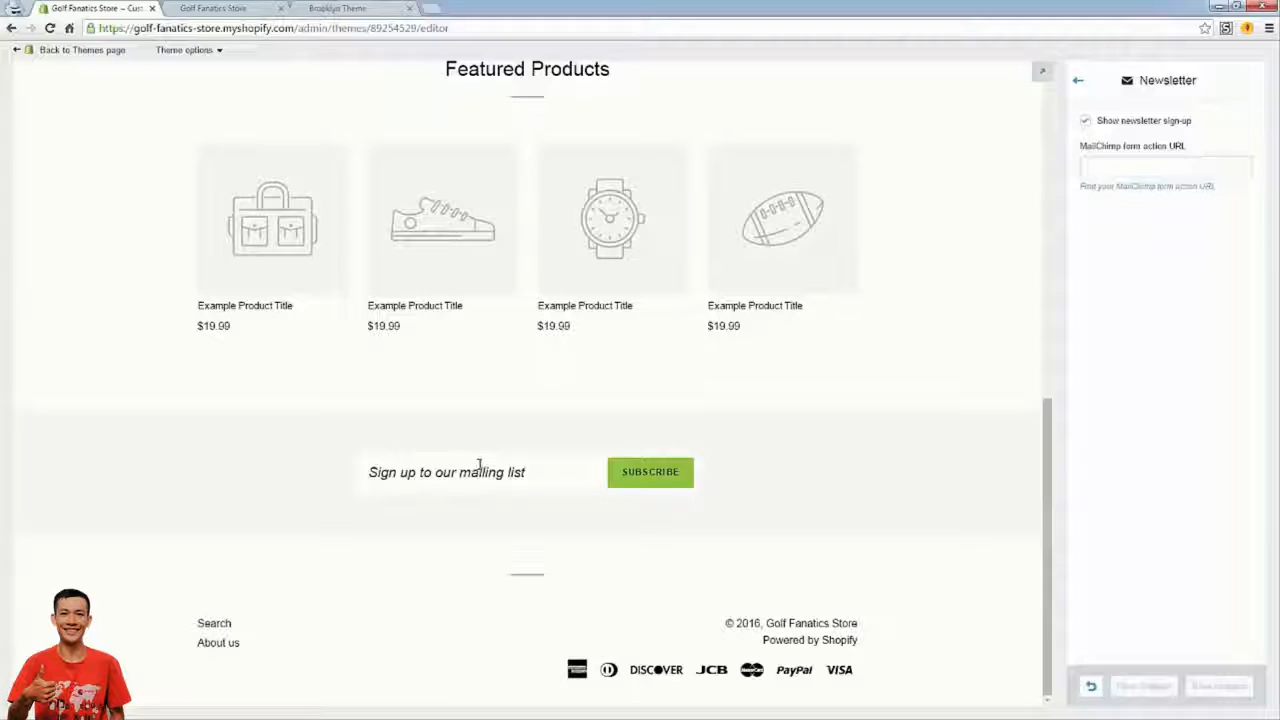 Golf Fanatics Store – Cus:
Golf Fanatics Store
Brooklyn Theme
https://golf-fanatics-store.myshopify.com/admin/themes/89254529/editor
Back to Themes page
Theme options
Featured Products
Newsletter
Show newsletter sign-up
MailChimp form action URL
Find your MailChimp form action URL
Example Product Title
$19.99
Example Product Title
$19.99
Example Product Title
$19.99
Example Product Title
$19.99
Sign up to our mailing list
SUBSCRIBE
Search
About us
© 2016, Golf Fanatics Store
Powered by Shopify
DISCOVER
JCB
PayPal
VISA